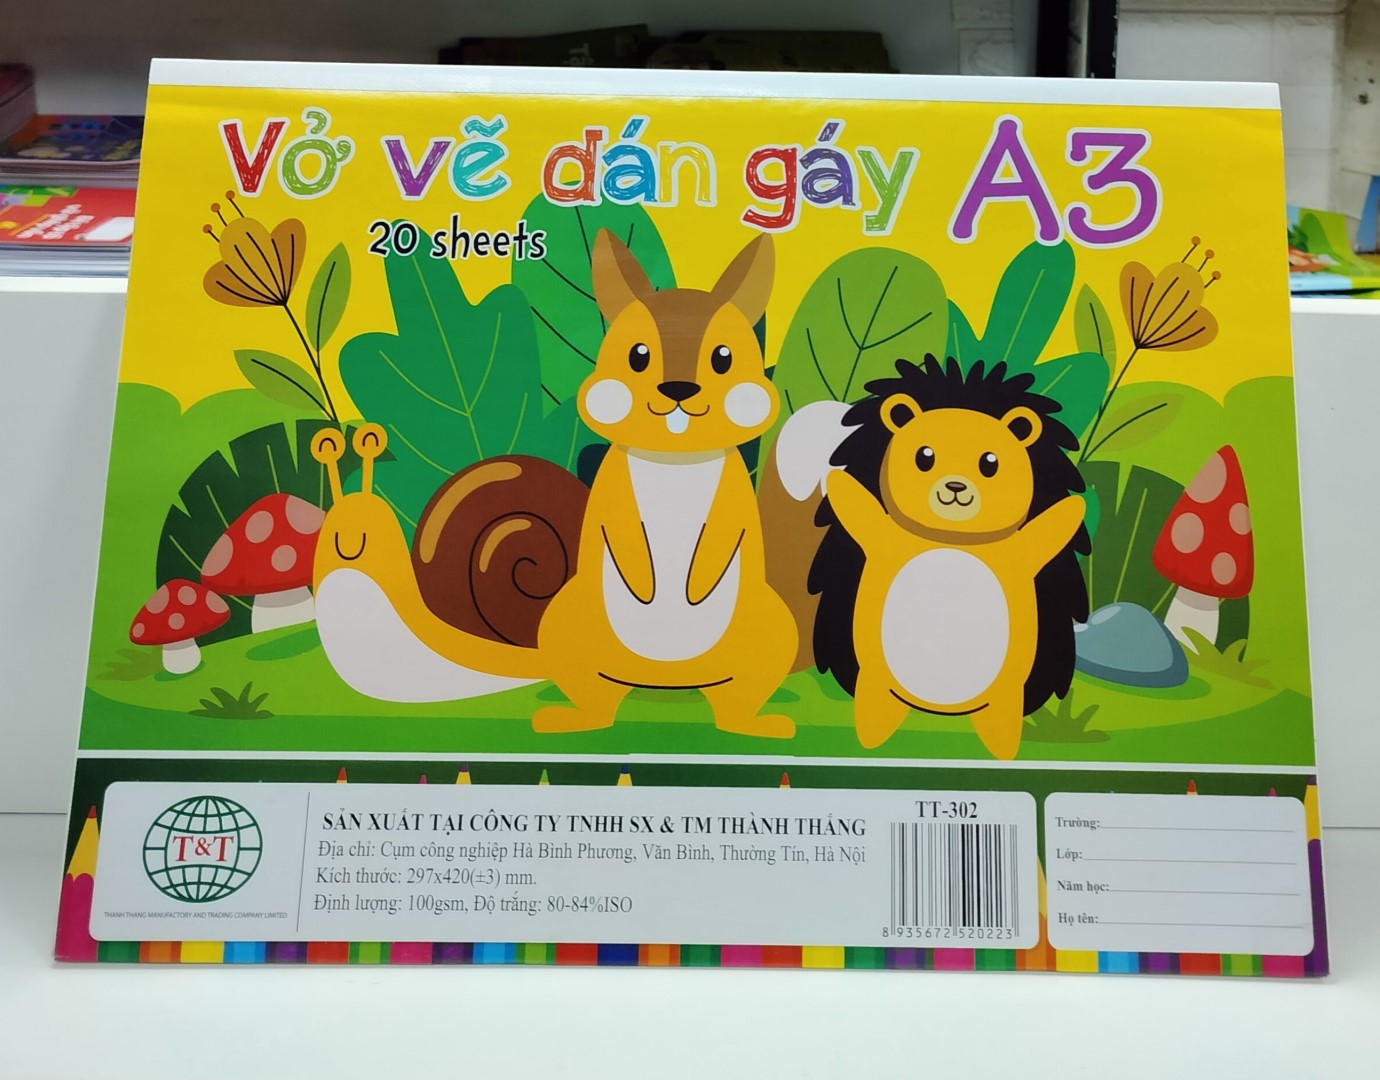 Vở vẽ dán gáy A3
20 sheets
T&T
THANH THANG MANUFACTORY AND TRADING COMPANY LIMITED
SẢN XUẤT TẠI CÔNG TY TNHH SX & TM THÀNH THẮNG
Địa chỉ: Cụm công nghiệp Hà Bình Phương, Văn Bình, Thường Tín, Hà Nội
Kích thước: 297x420(±3) mm.
Định lượng: 100gsm, Độ trắng: 80-84%ISO
TT-302
8 935672 520223
Trường:
Lớp:
Năm học:
Họ tên: